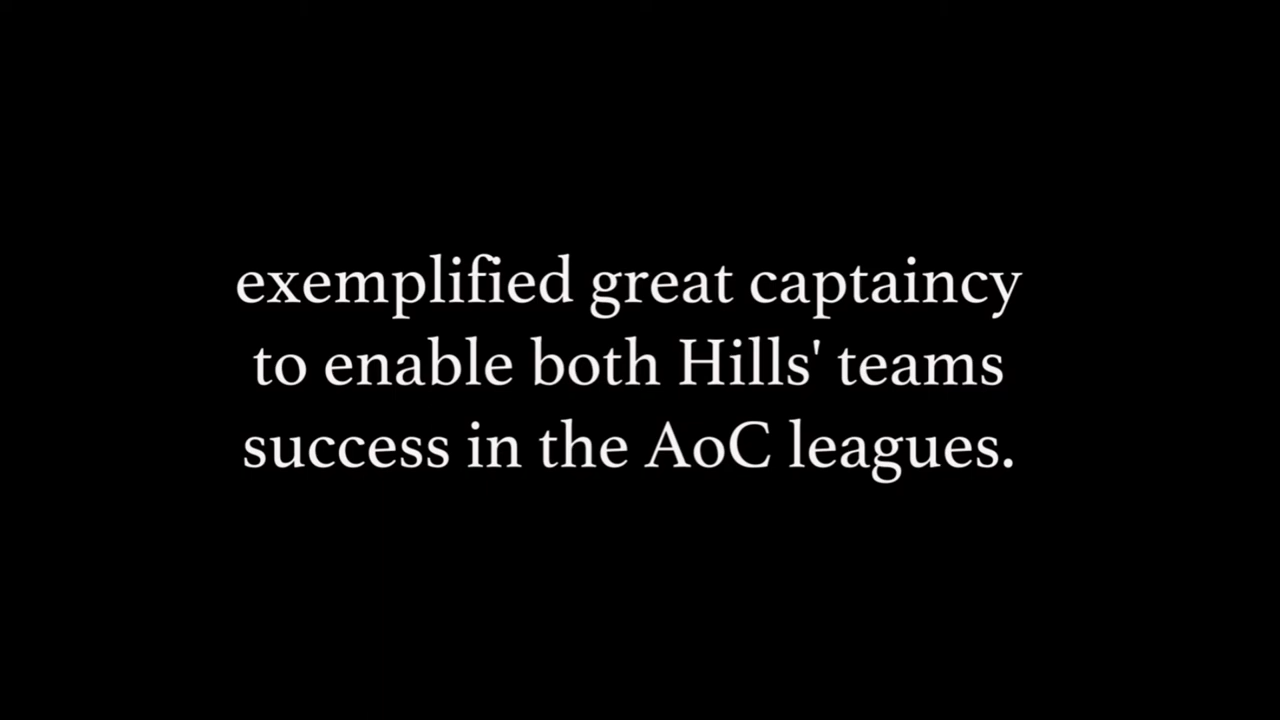 exemplified great captaincy
to enable both Hills' teams
success in the AoC leagues.